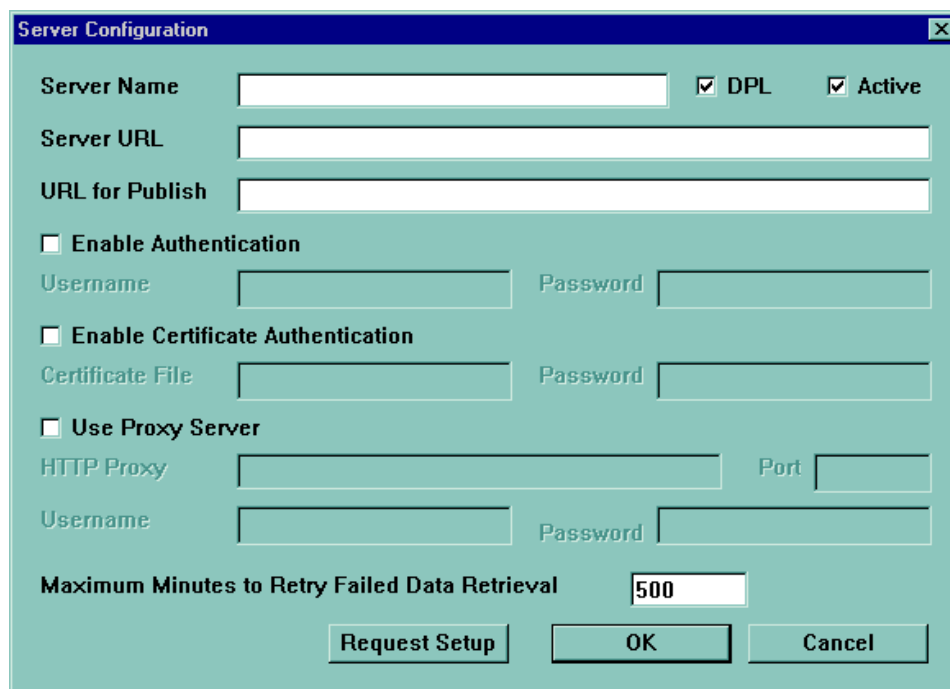 Server Configuration
Server Name DPL Active
Server URL
URL for Publish
Enable Authentication
Username Password
Enable Certificate Authentication
Certificate File Password
Use Proxy Server
HTTP Proxy Port
Username Password
Maximum Minutes to Retry Failed Data Retrieval 500
Request Setup OK Cancel